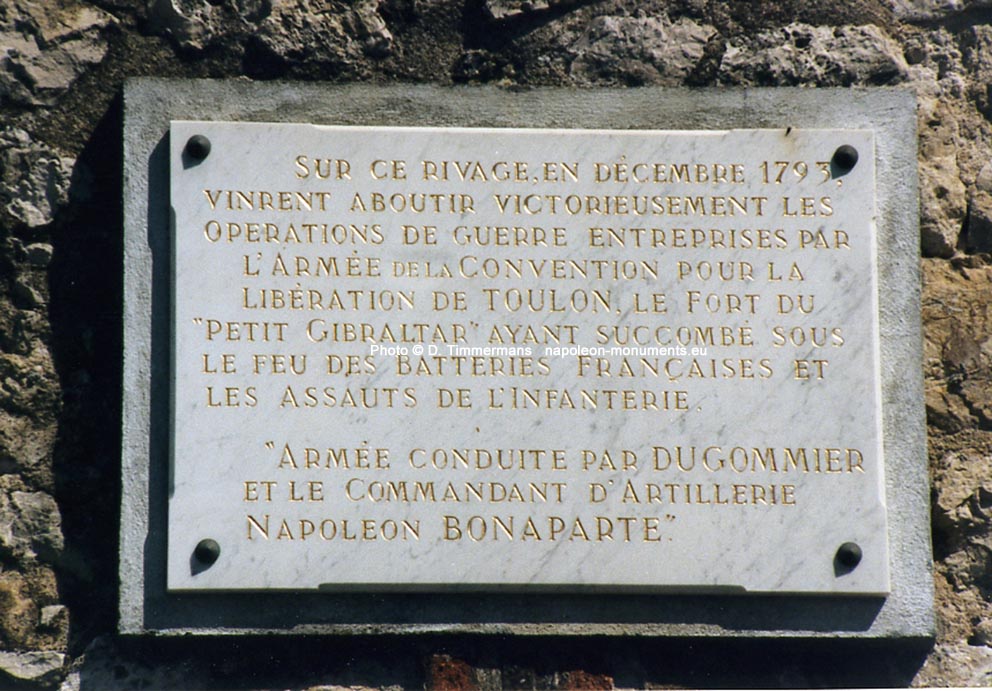 SUR CE RIVAGE, EN DÉCEMBRE 1793,
VINRENT ABOUTIR VICTORIEUSEMENT LES
OPERATIONS DE GUERRE ENTREPRISES PAR
L'ARMÉE DE LA CONVENTION POUR LA
LIBÉRATION DE TOULON, LE FORT DU
"PETIT GIBRALTAR" AYANT SUCCOMBÉ SOUS
Photo © D. Timmermans napoleon-monuments.eu
LE FEU DES BATTERIES FRANÇAISES ET
LES ASSAUTS DE L'INFANTERIE.
"ARMÉE CONDUITE PAR DUGOMMIER
ET LE COMMANDANT D'ARTILLERIE
NAPOLEON BONAPARTE".